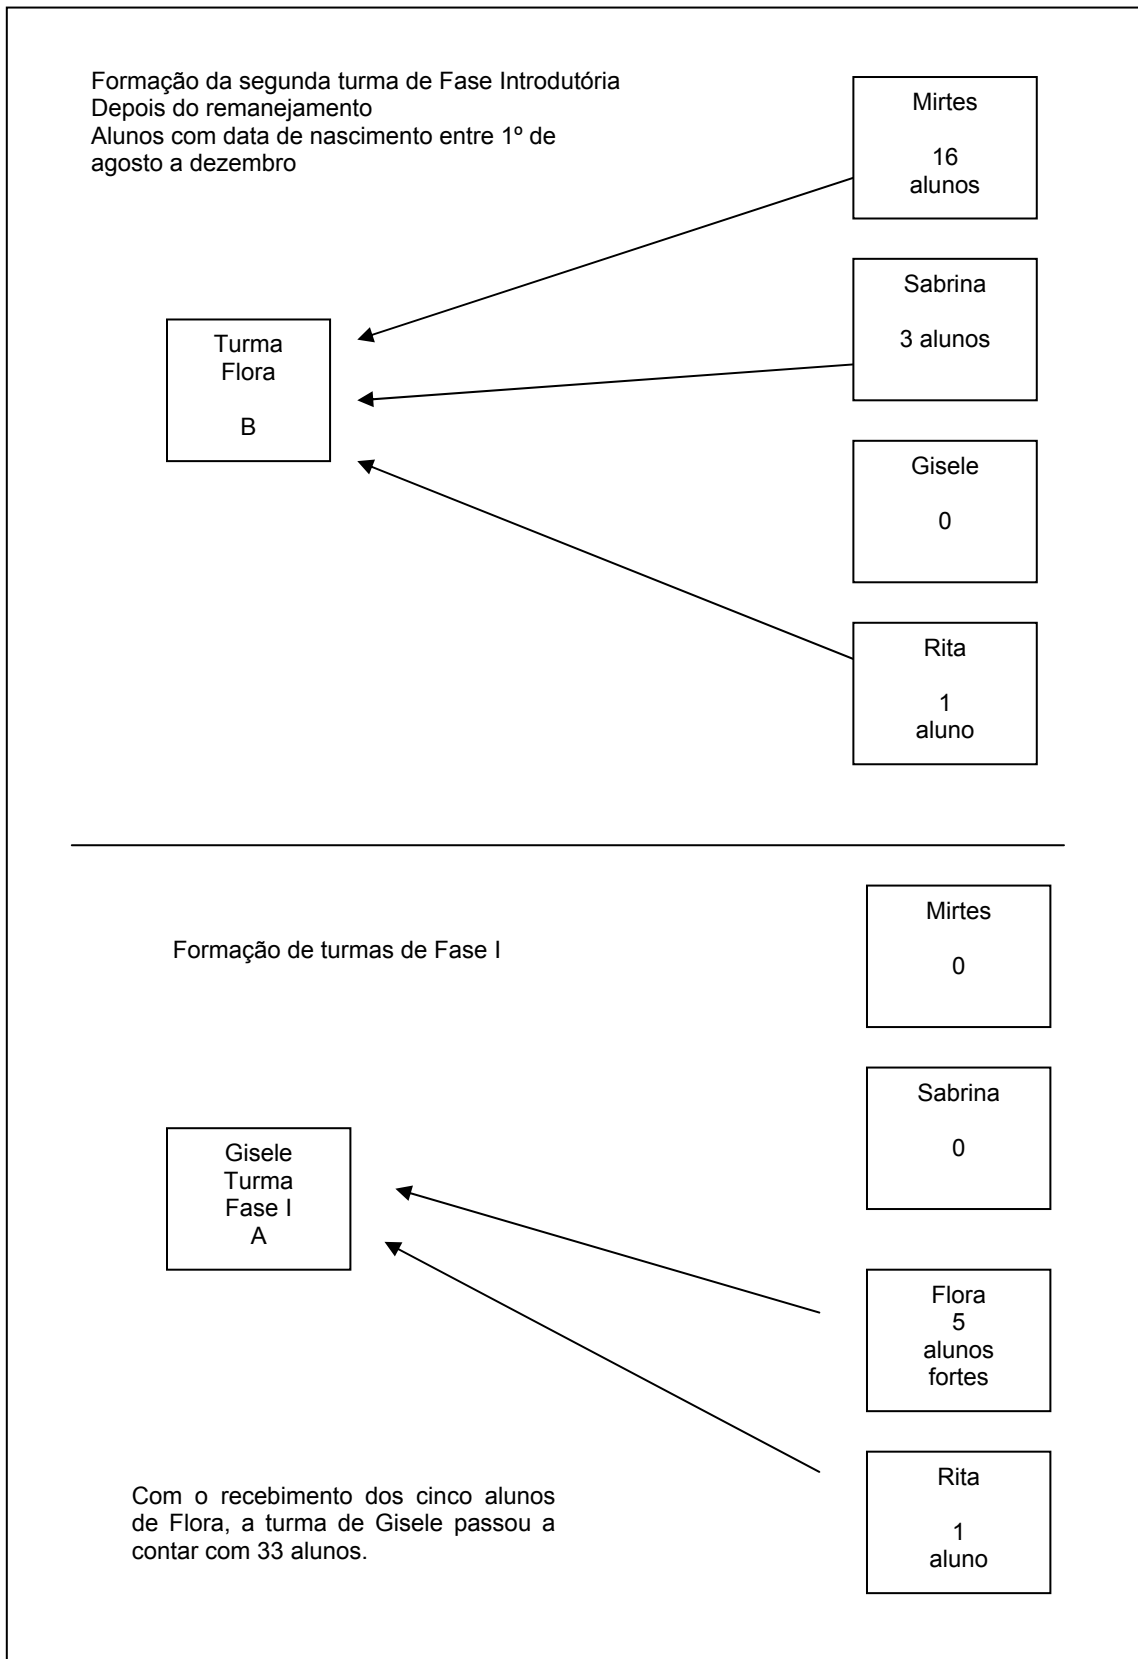 Formação da segunda turma de Fase Introdutória
Depois do remanejamento
Alunos com data de nascimento entre 1º de
agosto a dezembro
Mirtes
16
alunos
Sabrina
3 alunos
Turma
Flora
B
Gisele
0
Rita
1
aluno
Formação de turmas de Fase I
Mirtes
0
Sabrina
0
Gisele
Turma
Fase I
A
Flora
5
alunos
fortes
Rita
1
aluno
Com o recebimento dos cinco alunos
de Flora, a turma de Gisele passou a
contar com 33 alunos.